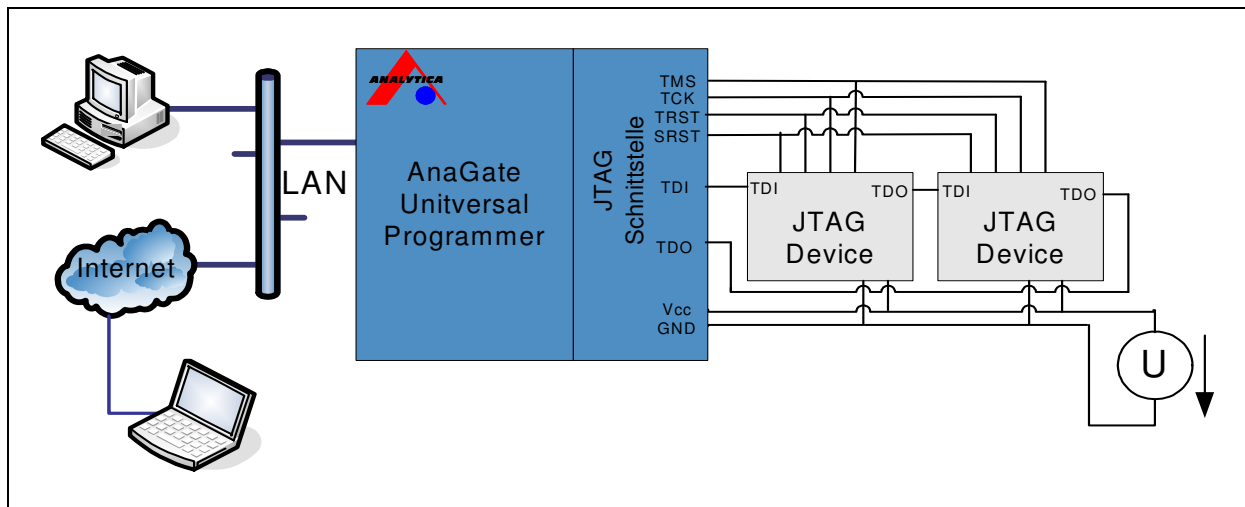 ANALYTICA
LAN
Internet
AnaGate
Unitversal
Programmer
JTAG
Schnittstelle
TMS
TCK
TRST
SRST
TDI
TDO
Vcc
GND
TDI
TDO
JTAG
Device
TDI
TDO
JTAG
Device
U